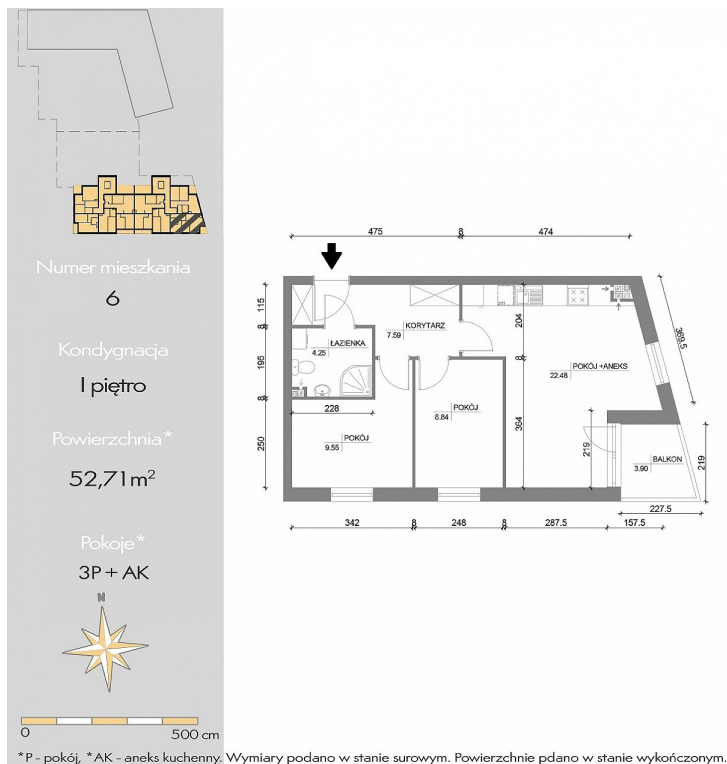 Numer mieszkania
6
Kondygnacja
I piętro
Powierzchnia*
52,71m²
Pokoje*
3P + AK
N
0 500 cm
475 8 474
115
8
195
8
250
ŁAZIENKA
4.25
KORYTARZ
7.59
204
8
364
POKÓJ +ANEKS
22.48
369.5
228
POKÓJ
9.55
POKÓJ
8.84
219
BALKON
3.90
219
227.5
342 8 248 8 287.5 157.5
*P - pokój, *AK - aneks kuchenny. Wymiary podano w stanie surowym. Powierzchnie pdano w stanie wykończonym.